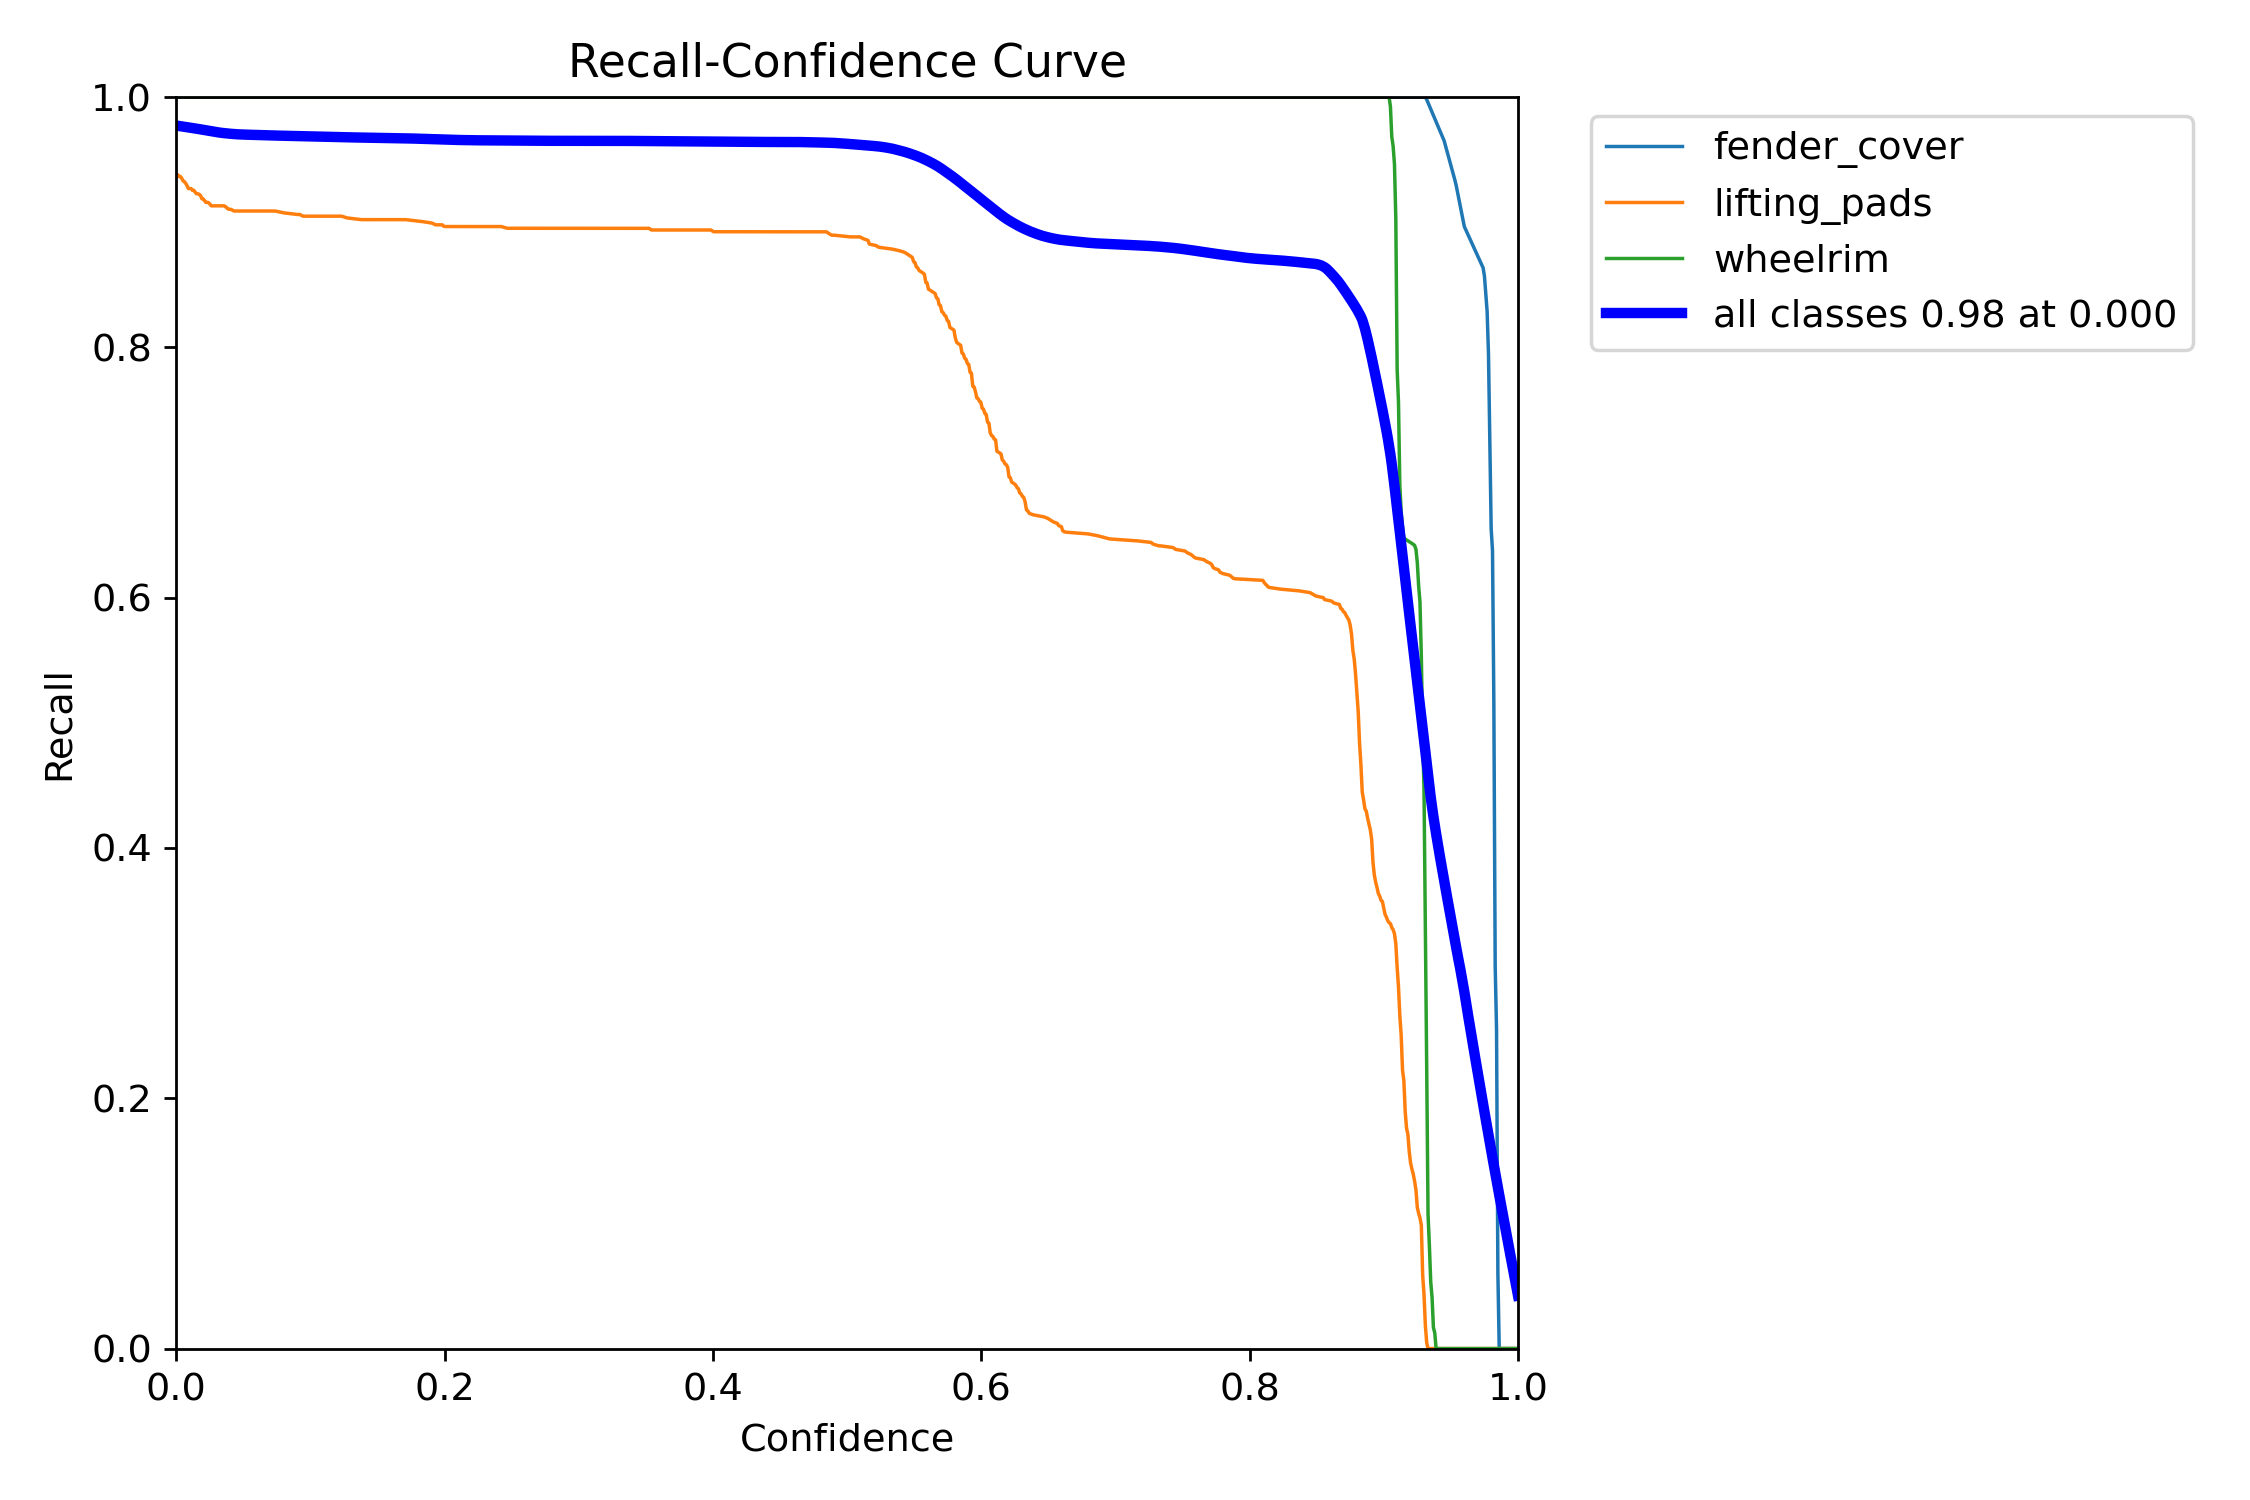 Recall-Confidence Curve
1.0
0.8
0.6
0.4
0.2
0.0
Recall
0.0 0.2 0.4 0.6 0.8 1.0
Confidence
fender_cover
lifting_pads
wheelrim
all classes 0.98 at 0.000